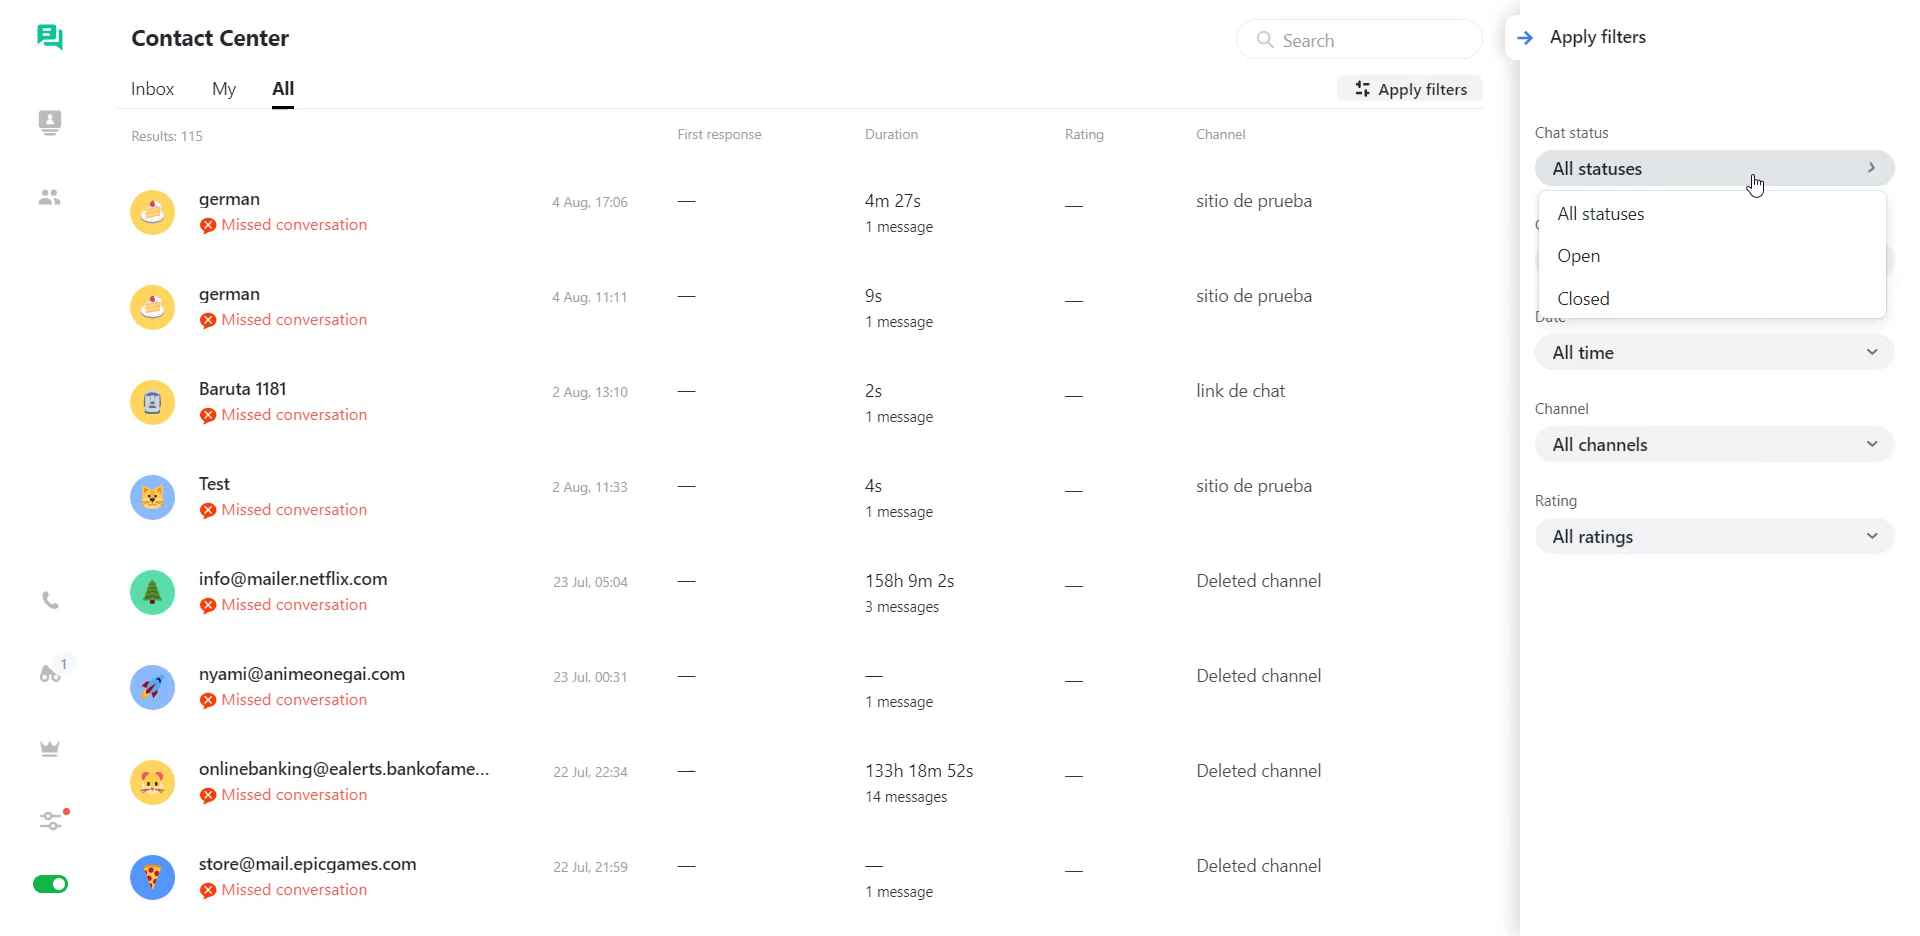 Contact Center
Search
Inbox My All
Apply filters
Results: 115 First response Duration Rating Channel
german 4 Aug, 17:06 — 4m 27s — sitio de prueba
Missed conversation 1 message
german 4 Aug, 11:11 — 9s — sitio de prueba
Missed conversation 1 message
Baruta 1181 2 Aug, 13:10 — 2s — link de chat
Missed conversation 1 message
Test 2 Aug, 11:33 — 4s — sitio de prueba
Missed conversation 1 message
info@mailer.netflix.com 23 Jul, 05:04 — 158h 9m 2s — Deleted channel
Missed conversation 3 messages
nyami@animeonegai.com 23 Jul, 00:31 — — — Deleted channel
Missed conversation 1 message
onlinebanking@ealerts.bankofame... 22 Jul, 22:34 — 133h 18m 52s — Deleted channel
Missed conversation 14 messages
store@mail.epicgames.com 22 Jul, 21:59 — — — Deleted channel
Missed conversation 1 message
1
Apply filters
Chat status
All statuses
All statuses
Open
Closed
Date
All time
Channel
All channels
Rating
All ratings